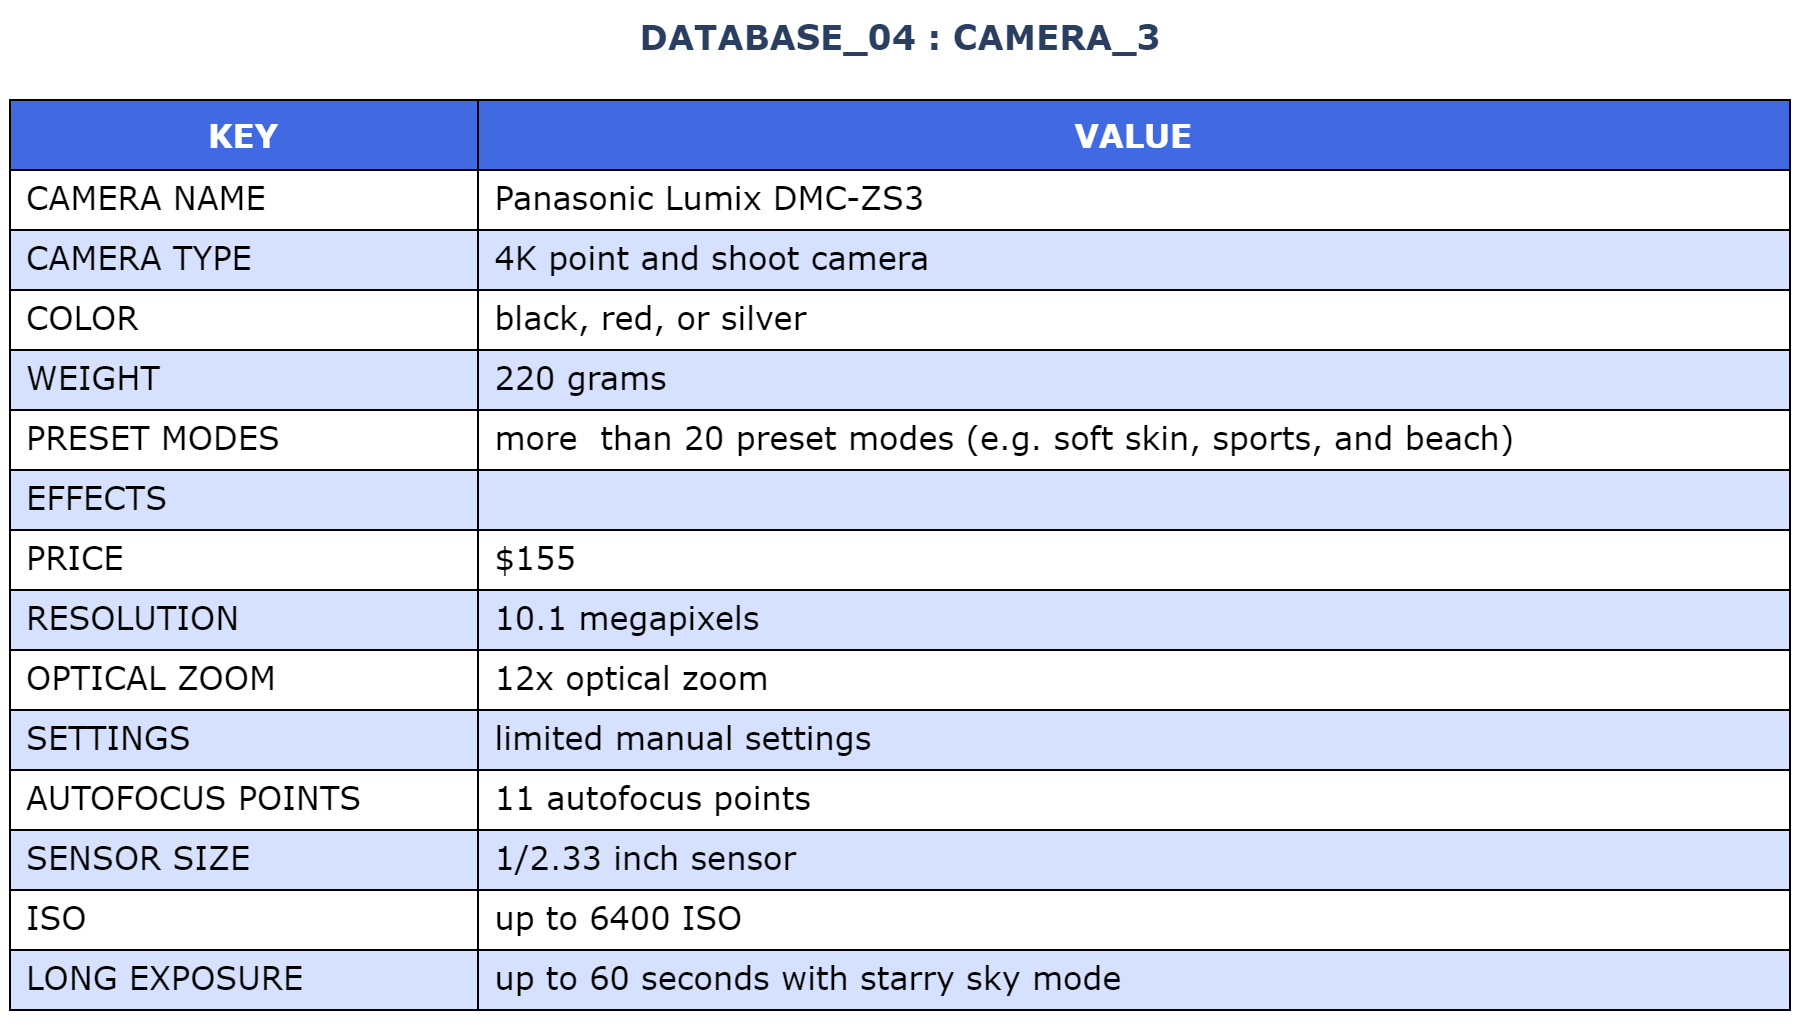 DATABASE_04 : CAMERA_3
KEY VALUE
CAMERA NAME Panasonic Lumix DMC-ZS3
CAMERA TYPE 4K point and shoot camera
COLOR black, red, or silver
WEIGHT 220 grams
PRESET MODES more  than 20 preset modes (e.g. soft skin, sports, and beach)
EFFECTS
PRICE $155
RESOLUTION 10.1 megapixels
OPTICAL ZOOM 12x optical zoom
SETTINGS limited manual settings
AUTOFOCUS POINTS 11 autofocus points
SENSOR SIZE 1/2.33 inch sensor
ISO up to 6400 ISO
LONG EXPOSURE up to 60 seconds with starry sky mode